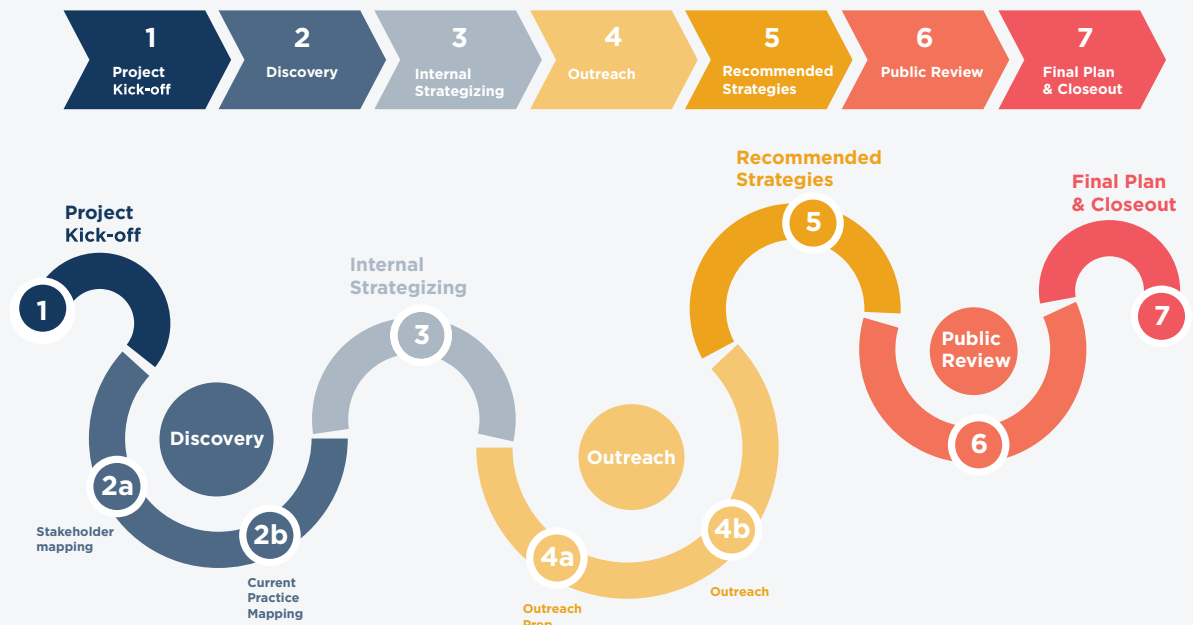 1
Project
Kick-off
2
Discovery
3
Internal
Strategizing
4
Outreach
5
Recommended
Strategies
6
Public Review
7
Final Plan
& Closeout
Project
Kick-off
1
Discovery
2a
Stakeholder
mapping
2b
Current
Practice
Mapping
Internal
Strategizing
3
Outreach
4a
Outreach
Prep
4b
Outreach
Recommended
Strategies
5
Public
Review
6
Final Plan
& Closeout
7